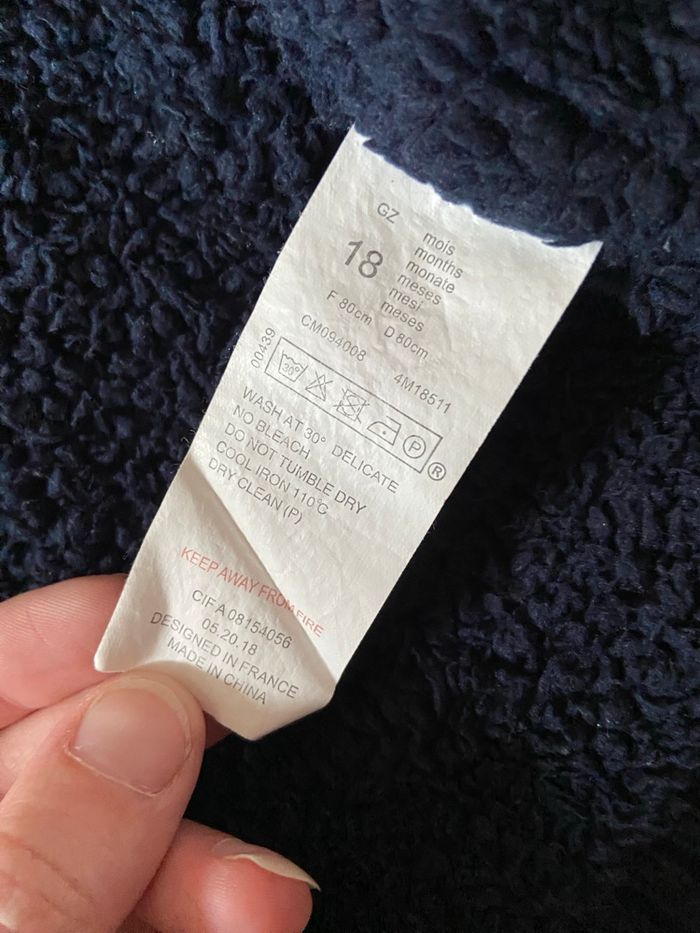 GZ
18
mois
months
monate
meses
mesi
meses
F 80cm D 80cm
CM094008 4M18511
00439
30°
P
®
WASH AT 30° DELICATE
NO BLEACH
DO NOT TUMBLE DRY
COOL IRON 110°C
DRY CLEAN (P)
KEEP AWAY FROM FIRE
CIF A 08154056
05.20.18
DESIGNED IN FRANCE
MADE IN CHINA